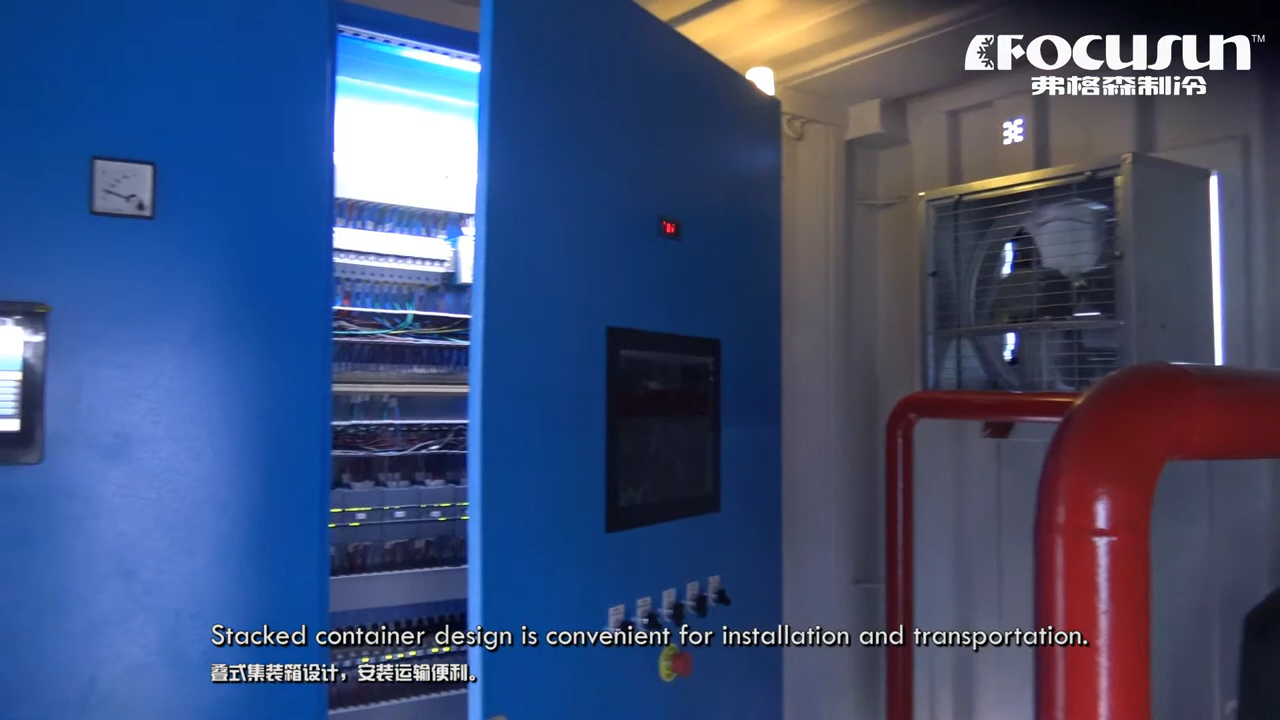 FOCUSUN™
弗格森制冷
Stacked container design is convenient for installation and transportation.
叠式集装箱设计，安装运输便利。